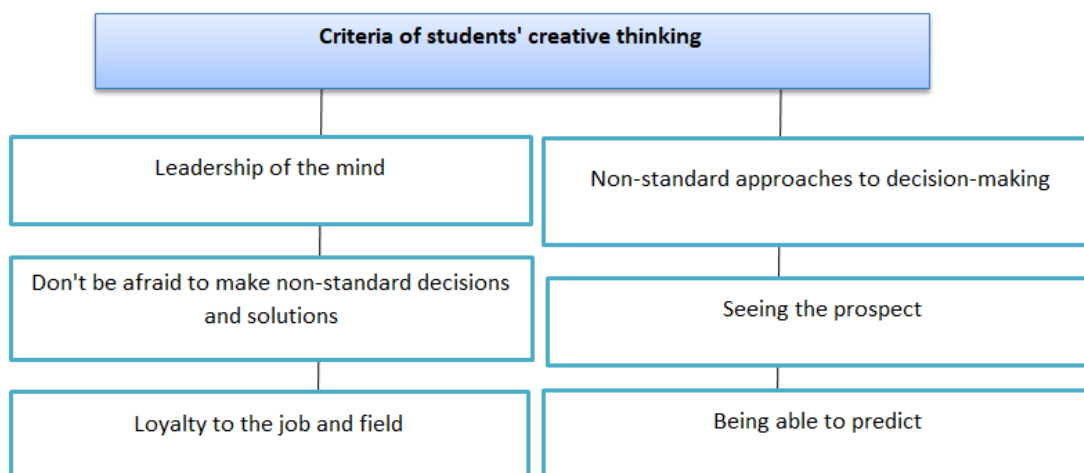 Criteria of students' creative thinking
Leadership of the mind
Don't be afraid to make non-standard decisions
and solutions
Loyalty to the job and field
Non-standard approaches to decision-making
Seeing the prospect
Being able to predict